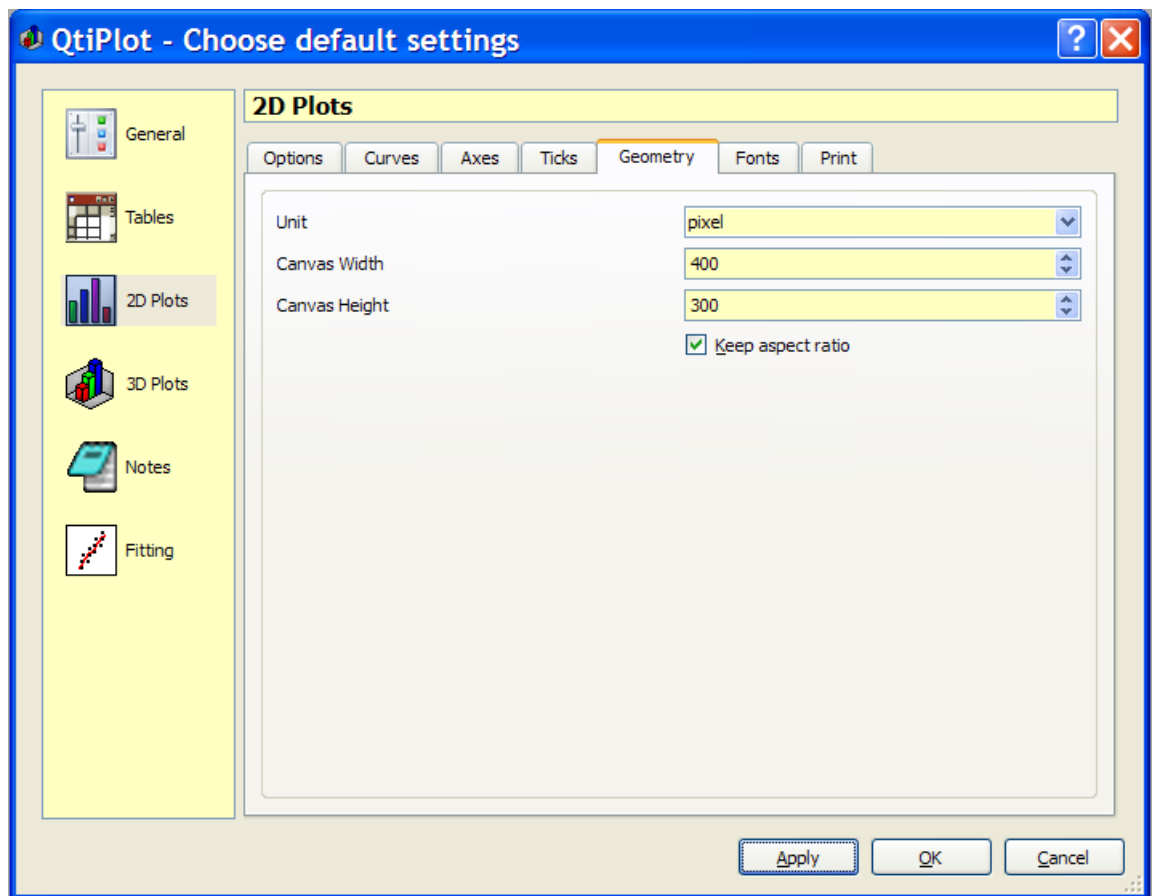 QtiPlot - Choose default settings
General
Tables
2D Plots
3D Plots
Notes
Fitting
2D Plots
Options Curves Axes Ticks Geometry Fonts Print
Unit pixel
Canvas Width 400
Canvas Height 300
Keep aspect ratio
Apply OK Cancel